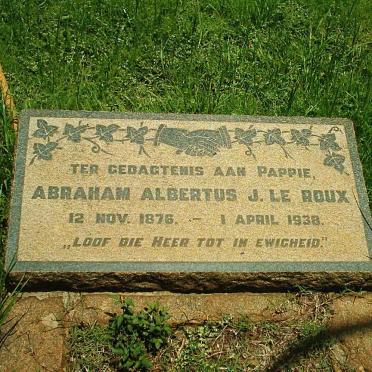 TER GEDAGTENIS AAN PAPPIE,
ABRAHAM ALBERTUS J. LE ROUX
12 NOV. 1876. – 1 APRIL 1938.
„LOOF DIE HEER TOT IN EWIGHEID."